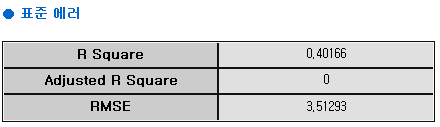 표준 에러
R Square 0,40166
Adjusted R Square 0
RMSE 3,51293